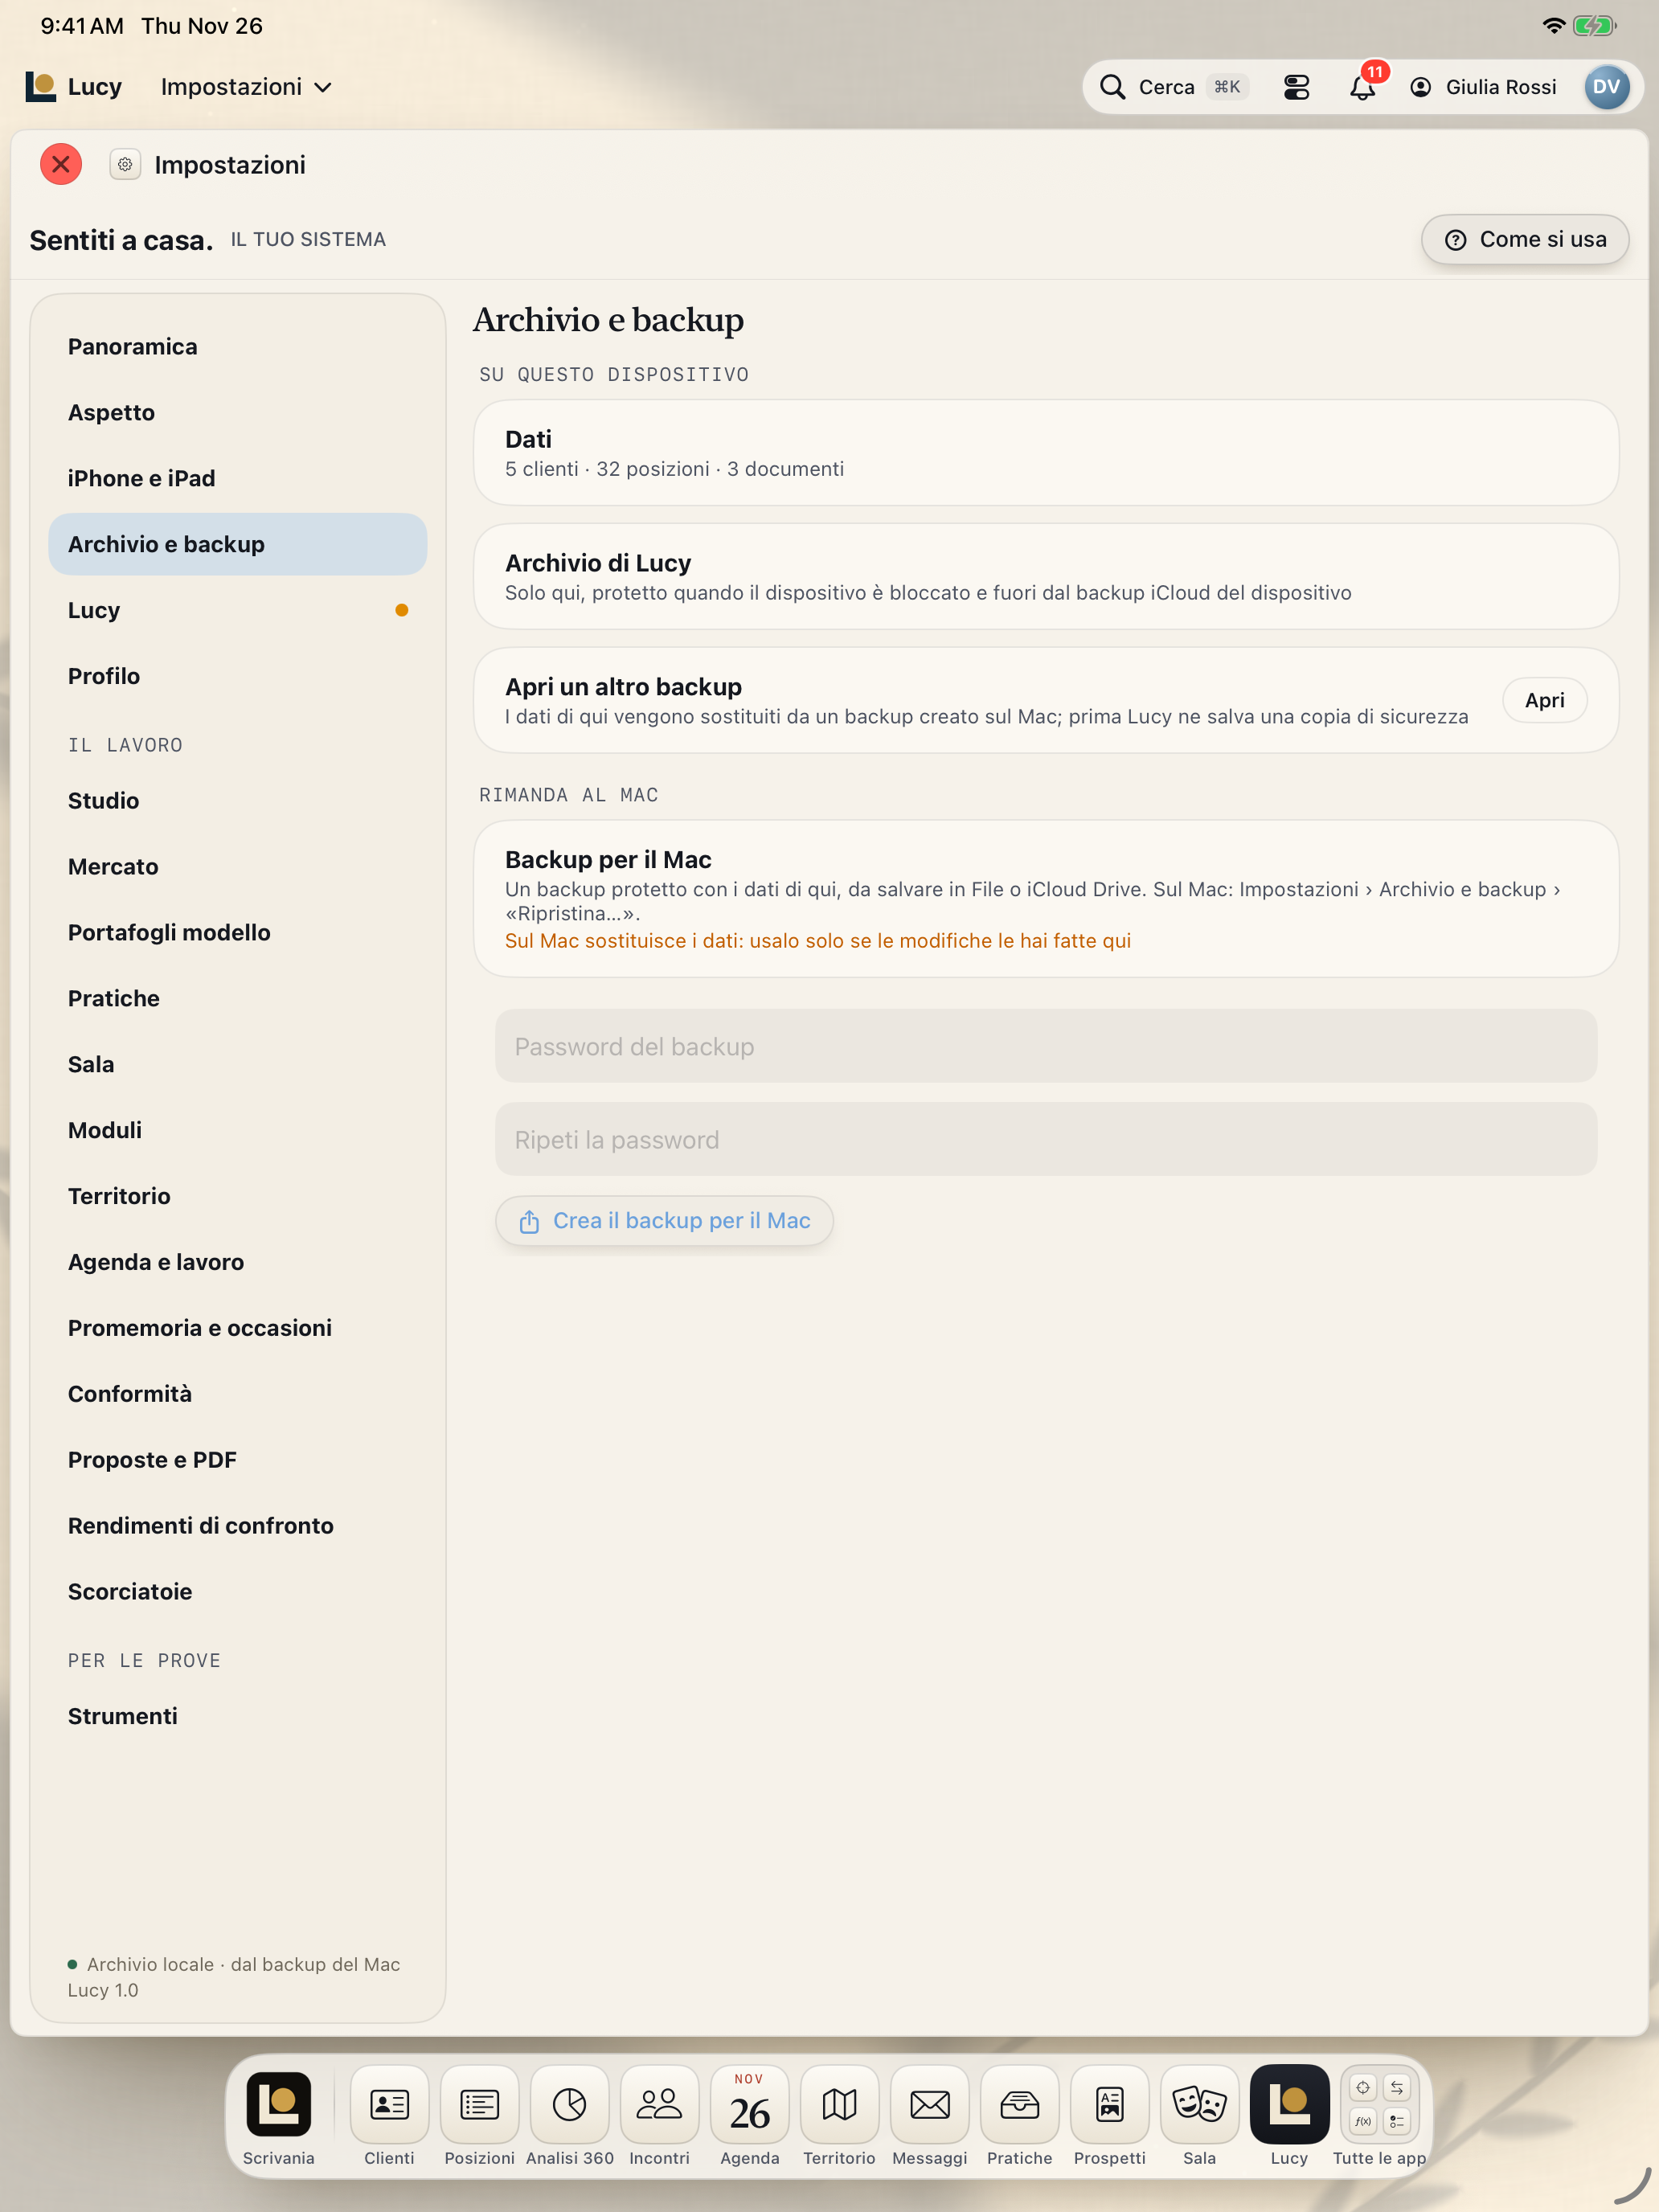 9:41 AM Thu Nov 26
Lucy Impostazioni
Cerca ⌘K 11 Giulia Rossi DV
Impostazioni
Sentiti a casa. IL TUO SISTEMA
Come si usa
Panoramica
Aspetto
iPhone e iPad
Archivio e backup
Lucy
Profilo
IL LAVORO
Studio
Mercato
Portafogli modello
Pratiche
Sala
Moduli
Territorio
Agenda e lavoro
Promemoria e occasioni
Conformità
Proposte e PDF
Rendimenti di confronto
Scorciatoie
PER LE PROVE
Strumenti
Archivio locale · dal backup del Mac
Lucy 1.0
Archivio e backup
SU QUESTO DISPOSITIVO
Dati
5 clienti · 32 posizioni · 3 documenti
Archivio di Lucy
Solo qui, protetto quando il dispositivo è bloccato e fuori dal backup iCloud del dispositivo
Apri un altro backup
I dati di qui vengono sostituiti da un backup creato sul Mac; prima Lucy ne salva una copia di sicurezza
Apri
RIMANDA AL MAC
Backup per il Mac
Un backup protetto con i dati di qui, da salvare in File o iCloud Drive. Sul Mac: Impostazioni › Archivio e backup ›
«Ripristina…».
Sul Mac sostituisce i dati: usalo solo se le modifiche le hai fatte qui
Password del backup
Ripeti la password
Crea il backup per il Mac
NOV
26
f(x)
Scrivania Clienti Posizioni Analisi 360 Incontri Agenda Territorio Messaggi Pratiche Prospetti Sala Lucy Tutte le app